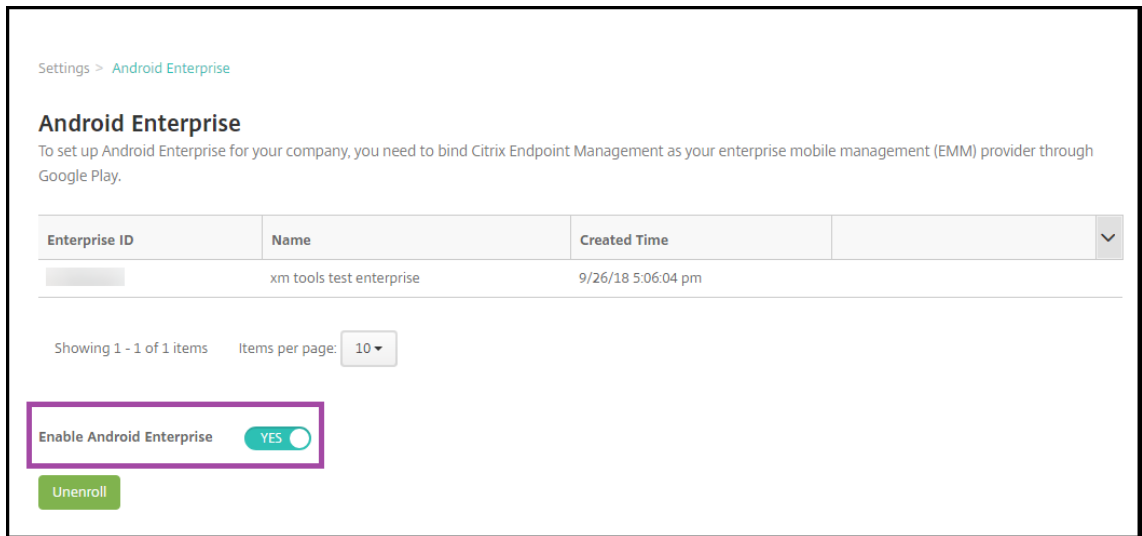 Settings > Android Enterprise
Android Enterprise
To set up Android Enterprise for your company, you need to bind Citrix Endpoint Management as your enterprise mobile management (EMM) provider through
Google Play.
Enterprise ID Name Created Time
xm tools test enterprise 9/26/18 5:06:04 pm
Showing 1 - 1 of 1 items Items per page: 10
Enable Android Enterprise YES
Unenroll